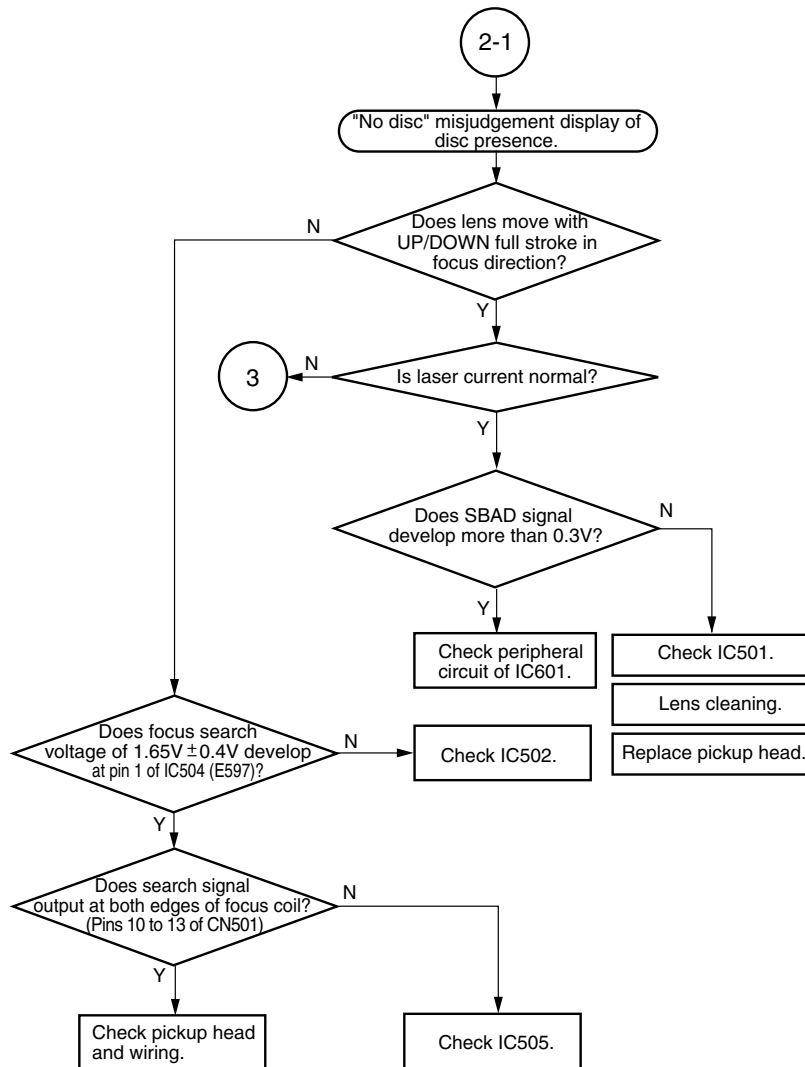 2-1
"No disc" misjudgement display of
disc presence.
N
Does lens move with
UP/DOWN full stroke in
focus direction?
Y
3
N
Is laser current normal?
Y
Does SBAD signal
develop more than 0.3V?
N
Y
Check peripheral
circuit of IC601.
Check IC501.
Lens cleaning.
Replace pickup head.
Does focus search
voltage of 1.65V ±0.4V develop
at pin 1 of IC504 (E597)?
N
Check IC502.
Y
Does search signal
output at both edges of focus coil?
(Pins 10 to 13 of CN501)
N
Y
Check pickup head
and wiring.
Check IC505.